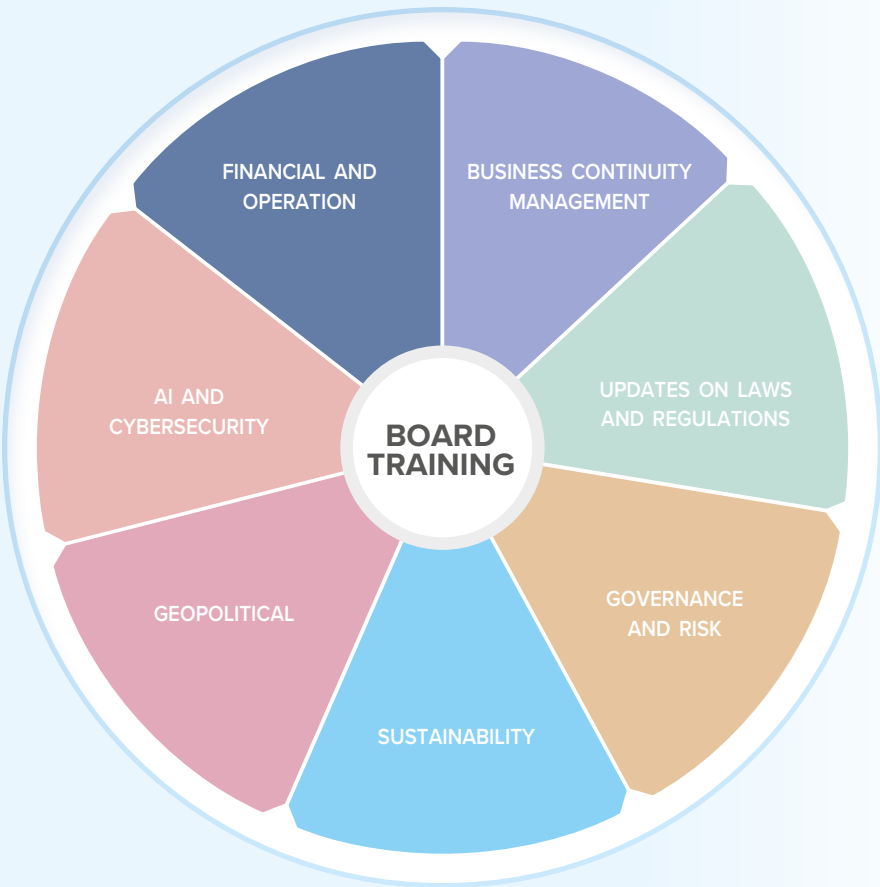 FINANCIAL AND
OPERATION
BUSINESS CONTINUITY
MANAGEMENT
UPDATES ON LAWS
AND REGULATIONS
GOVERNANCE
AND RISK
SUSTAINABILITY
GEOPOLITICAL
AI AND
CYBERSECURITY
BOARD
TRAINING